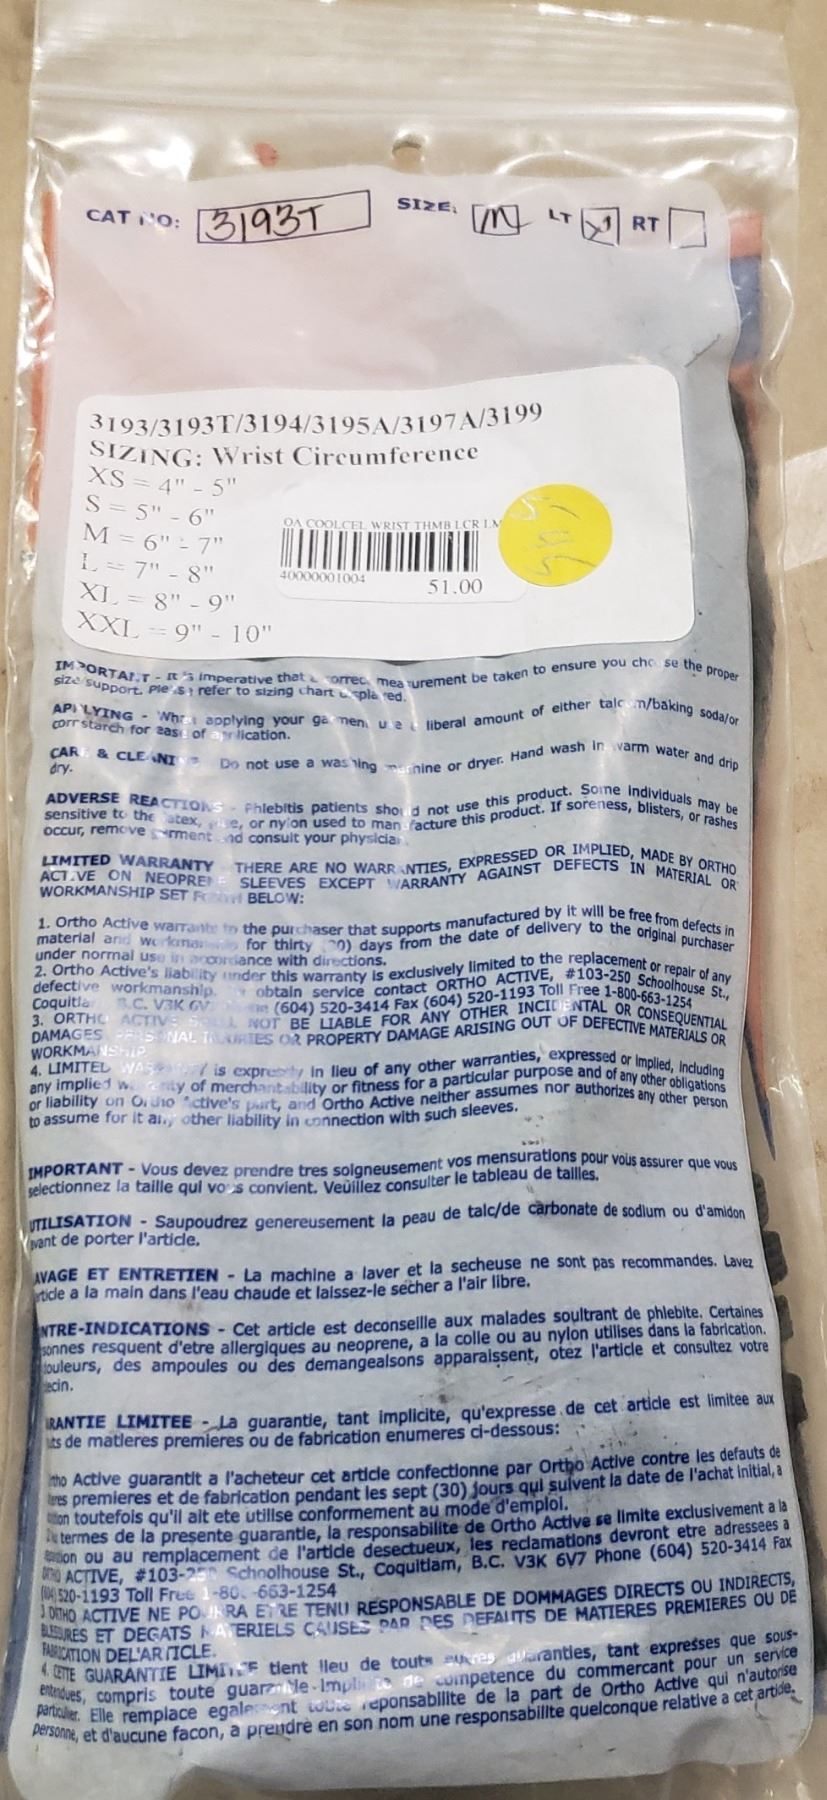 CAT NO: 3193T SIZE: M LT X RT
3193/3193T/3194/3195A/3197A/3199
SIZING: Wrist Circumference
XS = 4" - 5"
S = 5" - 6"
M = 6" - 7"
L = 7" - 8"
XL = 8" - 9"
XXL = 9" - 10"
OA COOLCEL WRIST THMB LCR LM
40000001004
51.00
IMPORTANT - It is imperative that a correct measurement be taken to ensure you choose the proper
size support. Please refer to sizing chart displayed.
APPLYING - When applying your garment, use a liberal amount of either talcum/baking soda/or
cornstarch for ease of application.
CARE & CLEANING Do not use a washing machine or dryer. Hand wash in warm water and drip
dry.
ADVERSE REACTIONS - Phlebitis patients should not use this product. Some individuals may be
sensitive to the latex, or nylon used to manufacture this product. If soreness, blisters, or rashes
occur, remove garment and consult your physician.
LIMITED WARRANTY THERE ARE NO WARRANTIES, EXPRESSED OR IMPLIED, MADE BY ORTHO
ACTIVE ON NEOPRENE SLEEVES EXCEPT WARRANTY AGAINST DEFECTS IN MATERIAL OR
WORKMANSHIP SET FORTH BELOW:
1. Ortho Active warrants to the purchaser that supports manufactured by it will be free from defects in
material and workmanship for thirty (30) days from the date of delivery to the original purchaser
under normal use in accordance with directions.
2. Ortho Active's liability under this warranty is exclusively limited to the replacement or repair of any
defective workmanship. To obtain service contact ORTHO ACTIVE, #103-250 Schoolhouse St.,
Coquitlam B.C. V3K 6V7 Phone (604) 520-3414 Fax (604) 520-1193 Toll Free 1-800-663-1254
3. ORTHO ACTIVE SHALL NOT BE LIABLE FOR ANY OTHER INCIDENTAL OR CONSEQUENTIAL
DAMAGES PERSONAL INJURIES OR PROPERTY DAMAGE ARISING OUT OF DEFECTIVE MATERIALS OR
WORKMANSHIP
4. LIMITED WARRANTY is expressly in lieu of any other warranties, expressed or implied, including
any implied warranty of merchantability or fitness for a particular purpose and of any other obligations
or liability on Ortho Active's part, and Ortho Active neither assumes nor authorizes any other person
to assume for it any other liability in connection with such sleeves.
IMPORTANT - Vous devez prendre tres soigneusement vos mensurations pour vous assurer que vous
selectionnez la taille qui vous convient. Veuillez consulter le tableau de tailles.
UTILISATION - Saupoudrez genereusement la peau de talc/de carbonate de sodium ou d'amidon
avant de porter l'article.
AVAGE ET ENTRETIEN - La machine a laver et la secheuse ne sont pas recommandes. Lavez
article a la main dans l'eau chaude et laissez-le secher a l'air libre.
NTRE-INDICATIONS - Cet article est deconseille aux malades soultrant de phlebite. Certaines
sonnes resquent d'etre allergiques au neoprene, a la colle ou au nylon utilises dans la fabrication.
douleurs, des ampoules ou des demangeaisons apparaissent, otez l'article et consultez votre
ecin.
RANTIE LIMITEE - La guarantie, tant implicite, qu'expresse de cet article est limitee aux
ts de matieres premieres ou de fabrication enumeres ci-dessous:
tho Active guarantit a l'acheteur cet article confectionne par Ortho Active contre les defauts de
ieres premieres et de fabrication pendant les sept (30) jours qui suivent la date de l'achat initial, a
ition toutefois qu'il ait ete utilise conformement au mode d'emploi.
termes de la presente guarantie, la responsabilite de Ortho Active se limite exclusivement a la
ou au remplacement de l'article desectueux, les reclamations devront etre adressees a
ORTHO ACTIVE, #103-250 Schoolhouse St., Coquitlam, B.C. V3K 6V7 Phone (604) 520-3414 Fax
(604) 520-1193 Toll Free 1-800-663-1254
3 ORTHO ACTIVE NE POURRA ETRE TENU RESPONSABLE DE DOMMAGES DIRECTS OU INDIRECTS,
BLESSURES ET DEGATS MATERIELS CAUSES PAR DES DEFAUTS DE MATIERES PREMIERES OU DE
FABRICATION DEL'ARTICLE.
4. CETTE GUARANTIE LIMITEE tient lieu de toute autres guaranties, tant expresses que sous-
entendues, compris toute guarantie - Implicite de competence du commercant pour un service
particulier. Elle remplace egalement toute reponsabilite de la part de Ortho Active qui n'autorise
personne, et d'aucune facon, a prendre en son nom une responsabilite quelconque relative a cet article.